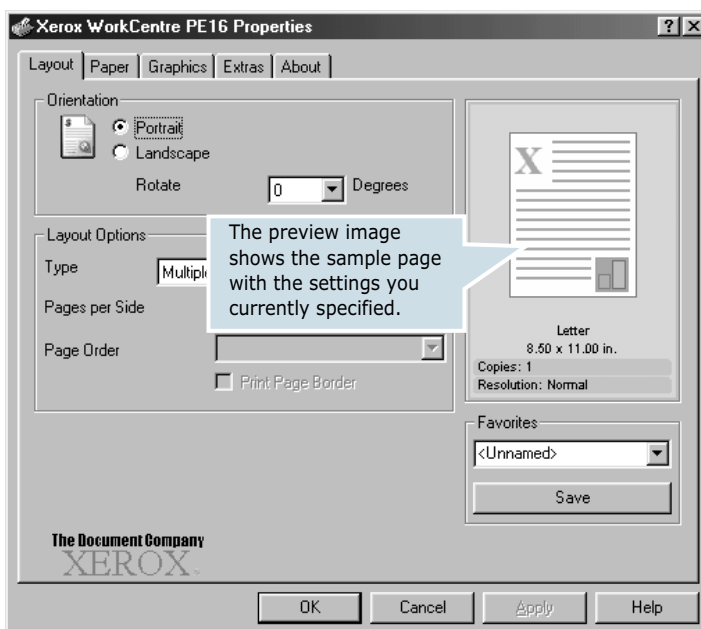 Xerox WorkCentre PE16 Properties
Layout Paper Graphics Extras About
Orientation
Portrait
Landscape
Rotate 0 Degrees
Layout Options
Type
Pages per Side
Page Order
Print Page Border
The preview image
shows the sample page
with the settings you
currently specified.
X
Letter
8.50 x 11.00 in.
Copies: 1
Resolution: Normal
Favorites
<Unnamed>
Save
The Document Company
XEROX
OK Cancel Apply Help